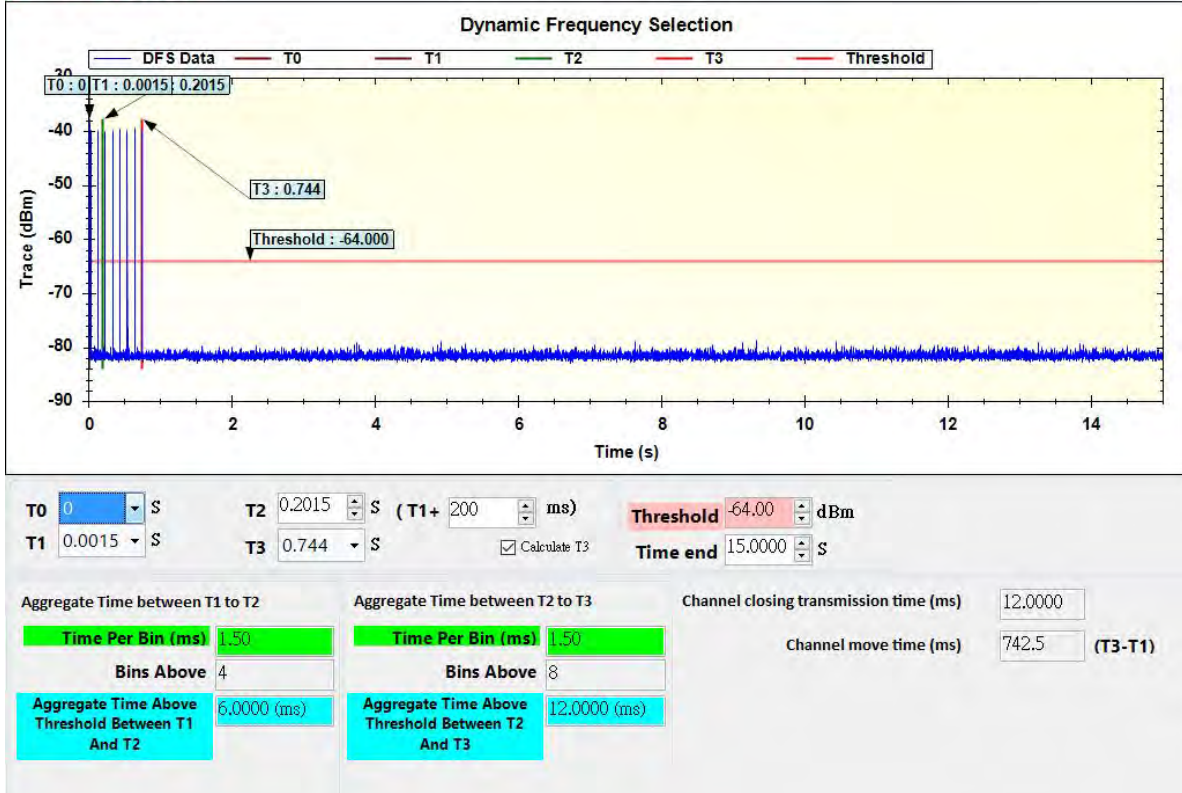 Dynamic Frequency Selection
DFS Data T0 T1 T2 T3 Threshold
T0 : 0 T1 : 0.0015 : 0.2015
T3 : 0.744
Threshold : -64.000
Trace (dBm)
-30
-40
-50
-60
-70
-80
-90
0 2 4 6 8 10 12 14
Time (s)
T0 0 S T2 0.2015 S ( T1+ 200 ms) Threshold -64.00 dBm
T1 0.0015 S T3 0.744 S Calculate T3 Time end 15.0000 S
Aggregate Time between T1 to T2
Time Per Bin (ms) 1.50
Bins Above 4
Aggregate Time Above
Threshold Between T1
And T2
6.0000 (ms)
Aggregate Time between T2 to T3
Time Per Bin (ms) 1.50
Bins Above 8
Aggregate Time Above
Threshold Between T2
And T3
12.0000 (ms)
Channel closing transmission time (ms) 12.0000
Channel move time (ms) 742.5 (T3-T1)